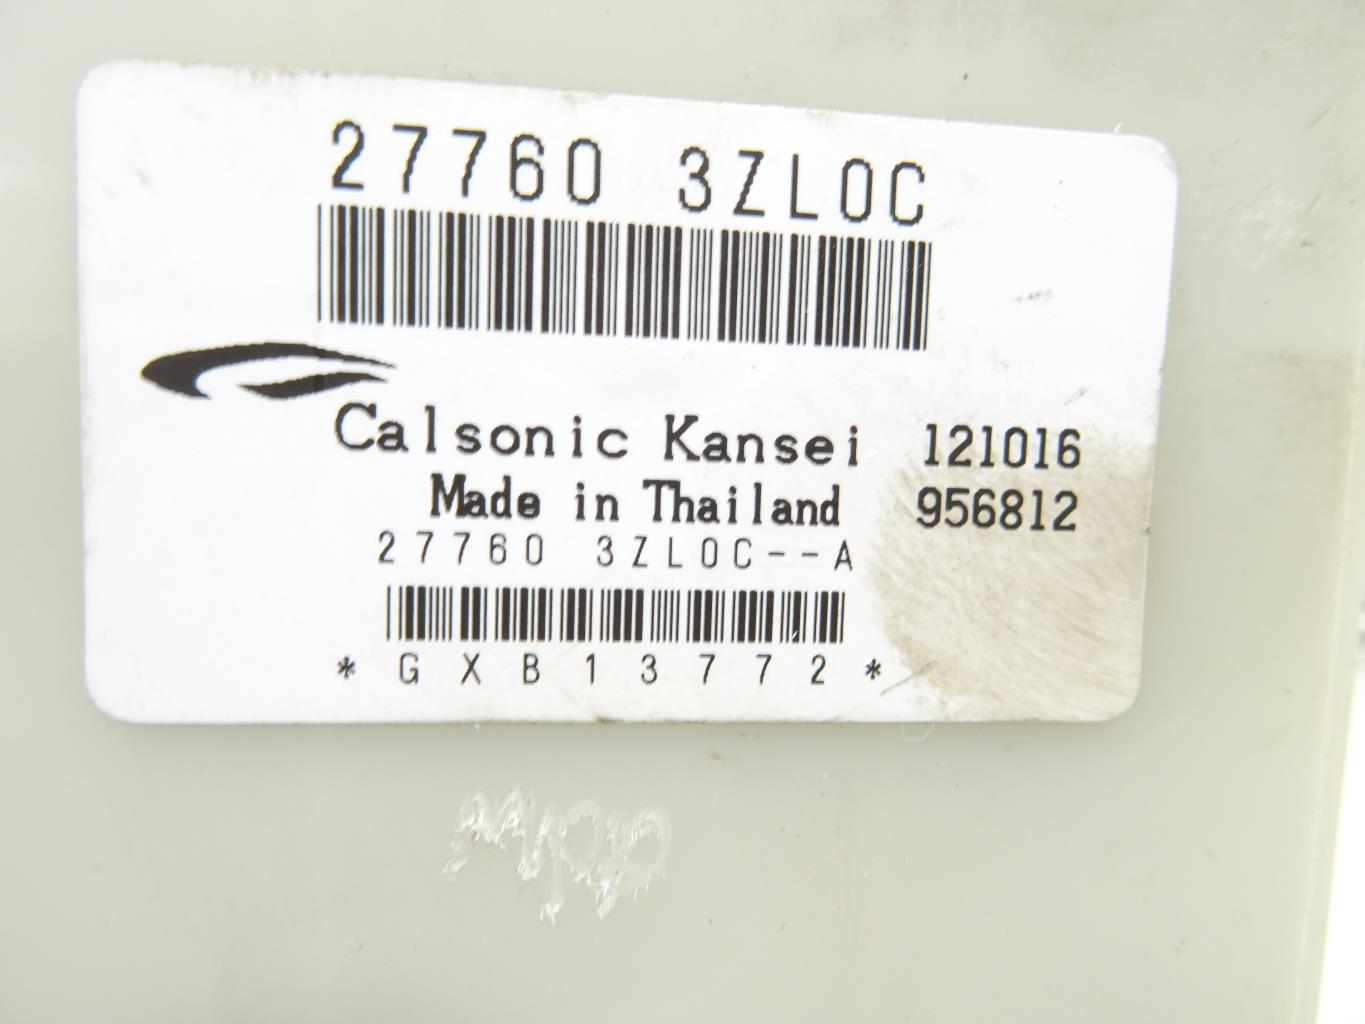 27760 3ZL0C
Calsonic Kansei 121016
Made in Thailand 956812
27760 3ZL0C--A
*GXB13772*